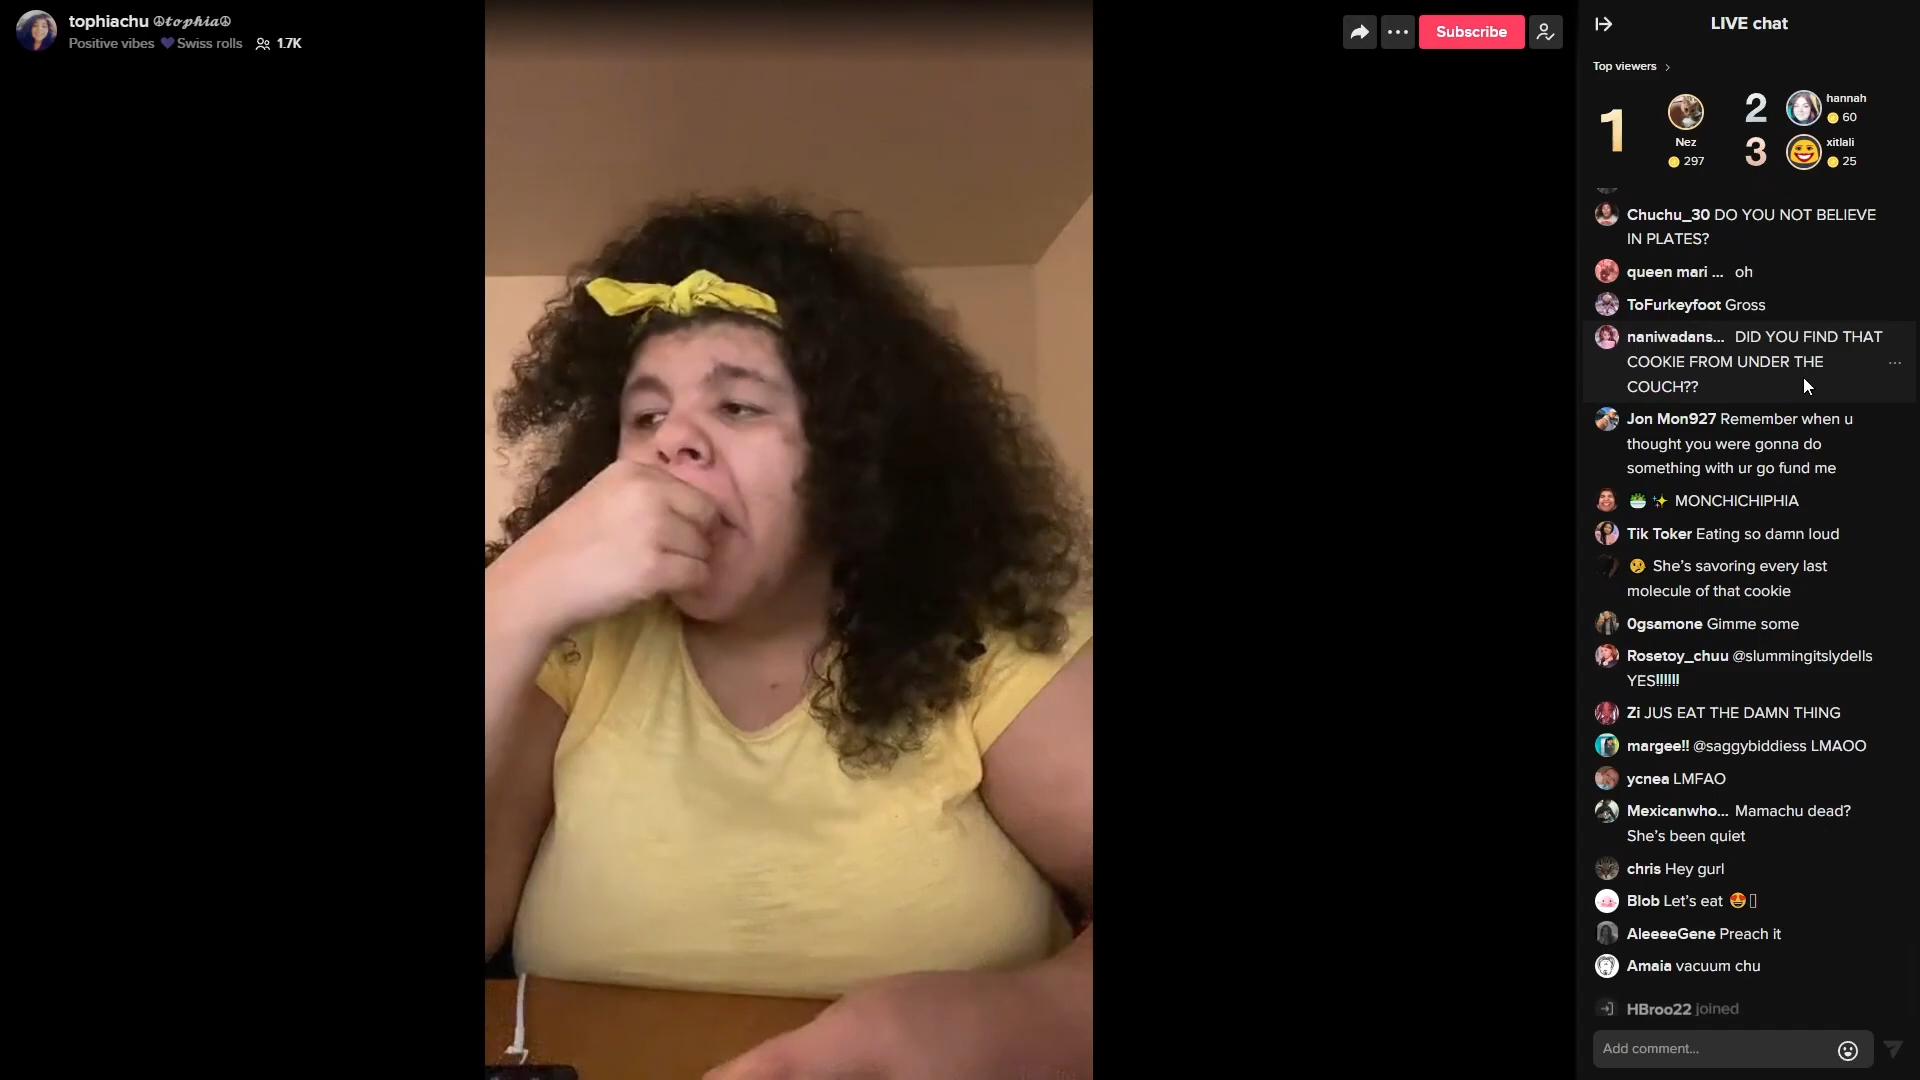 tophiachu ☮𝓽𝓸𝓹𝓱𝓲𝓪☮
Positive vibes 💜Swiss rolls 1.7K
Subscribe
LIVE chat
Top viewers >
1
Nez
297
2
hannah
60
3
xitlali
25
Chuchu_30 DO YOU NOT BELIEVE
IN PLATES?
queen mari ... oh
ToFurkeyfoot Gross
naniwadans... DID YOU FIND THAT
COOKIE FROM UNDER THE
COUCH??
Jon Mon927 Remember when u
thought you were gonna do
something with ur go fund me
🥗 ✨ MONCHICHIPHIA
Tik Toker Eating so damn loud
🤢 She's savoring every last
molecule of that cookie
0gsamone Gimme some
Rosetoy_chuu @slummingitslydells
YES!!!!!!
Zi JUS EAT THE DAMN THING
margee!! @saggybiddiess LMAOO
ycnea LMFAO
Mexicanwho... Mamachu dead?
She's been quiet
chris Hey gurl
Blob Let's eat 😍▯
AleeeeGene Preach it
Amaia vacuum chu
HBroo22 joined
Add comment...